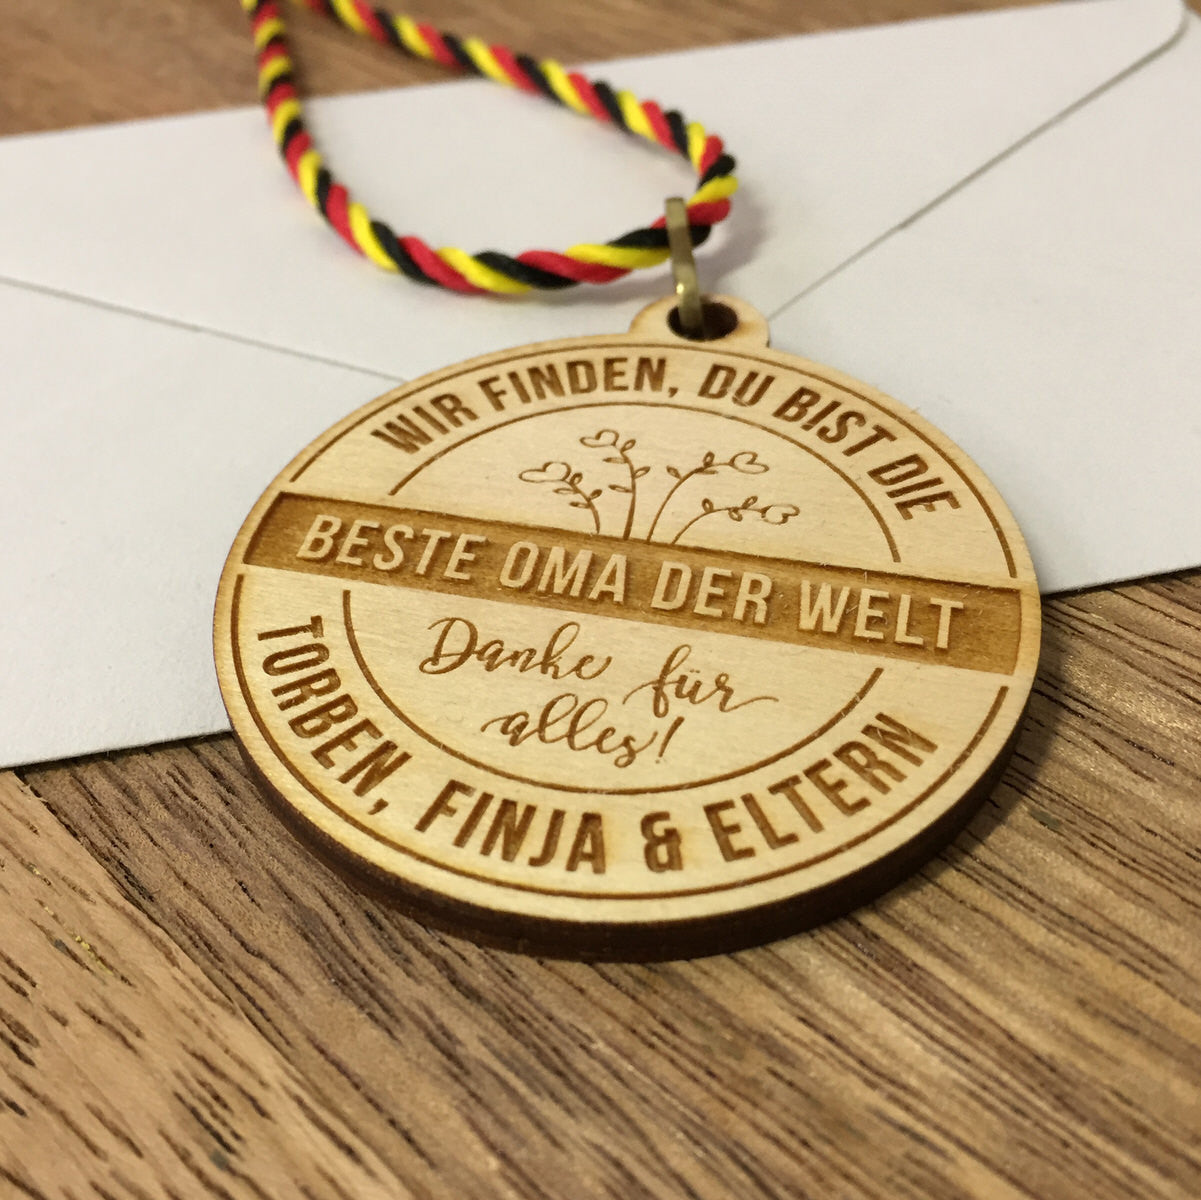 WIR FINDEN, DU BIST DIE
BESTE OMA DER WELT
Danke für
alles!
TORBEN, FINJA & ELTERN